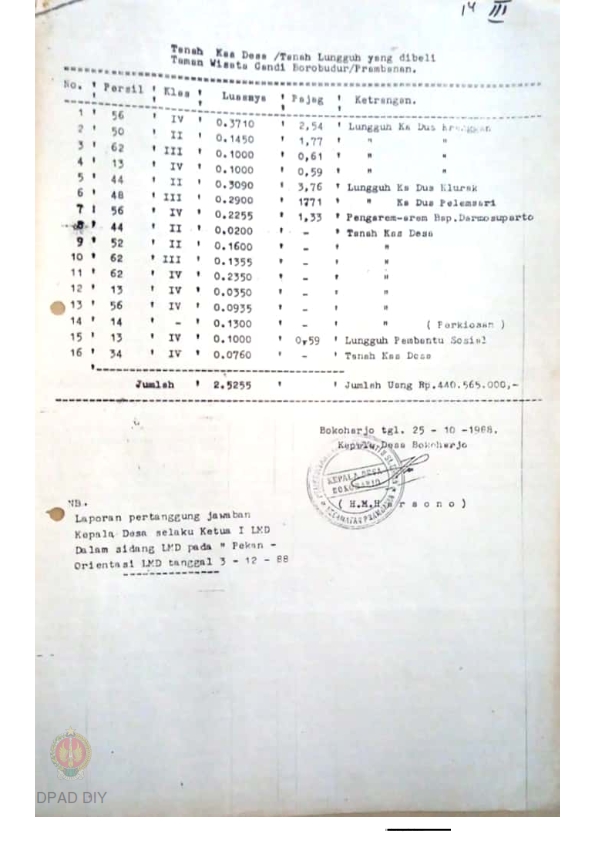 14 III
Tanah Kas Desa /Tanah Lungguh yang dibeli
Taman Wisata Candi Borobudur/Prambanan.
No. ' Persil ' Klas ' Luasnya ' Pajag ' Ketrangan.
1 ' 56 ' IV ' 0.3710 ' 2,54 ' Lungguh Ka Dus
2 ' 50 ' II ' 0.1450 ' 1,77 ' " "
3 ' 62 ' III ' 0.1000 ' 0,61 ' " "
4 ' 13 ' IV ' 0.1000 ' 0,59 ' " "
5 ' 44 ' II ' 0.3090 ' 3,76 ' Lungguh Ka Dus Klurak
6 ' 48 ' III ' 0.2900 ' 1771 ' " Ka Dus Pelemsari
7 ' 56 ' IV ' 0.2255 ' 1,33 ' Pengarem-arem Bap.Darmosuparto
8 ' 44 ' II ' 0.0200 ' - ' Tanah Kas Desa
9 ' 52 ' II ' 0.1600 ' - ' "
10 ' 62 ' III ' 0.1355 ' - ' "
11 ' 62 ' IV ' 0.2350 ' - ' "
12 ' 13 ' IV ' 0.0350 ' - ' "
13 ' 56 ' IV ' 0.0935 ' - ' "
14 ' 14 ' - ' 0.1300 ' - ' " ( Perkiosan )
15 ' 13 ' IV ' 0.1000 ' 0,59 ' Lungguh Pembantu Sosial
16 ' 34 ' IV ' 0.0760 ' - ' Tanah Kas Desa
Jumlah ' 2.5255 ' ' Jumlah Uang Rp.440.565.000,-
Bokoharjo tgl. 25 - 10 -1988.
Kepala Desa Bokoharjo
KEPALA DESA
BOKOHARJO
( H.M.Harsono )
NB.
Laporan pertanggung jawaban
Kepala Desa selaku Ketua I LMD
Dalam sidang LMD pada " Pekan -
Orientasi LMD tanggal 3 - 12 - 88
DPAD DIY